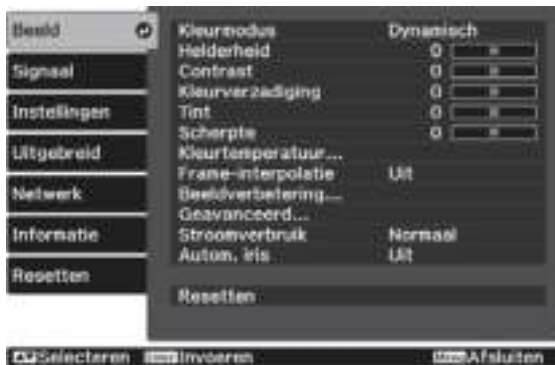 Beeld
Signaal
Instellingen
Uitgebreid
Netwerk
Informatie
Resetten
Kleurmodus Dynamisch
Helderheid 0
Contrast 0
Kleurverzadiging 0
Tint 0
Scherpte 0
Kleurtemperatuur...
Frame-interpolatie Uit
Beeldverbetering...
Geavanceerd...
Stroomverbruik Normaal
Autom. iris Uit
Resetten
Selecteren Invoeren Menu Afsluiten